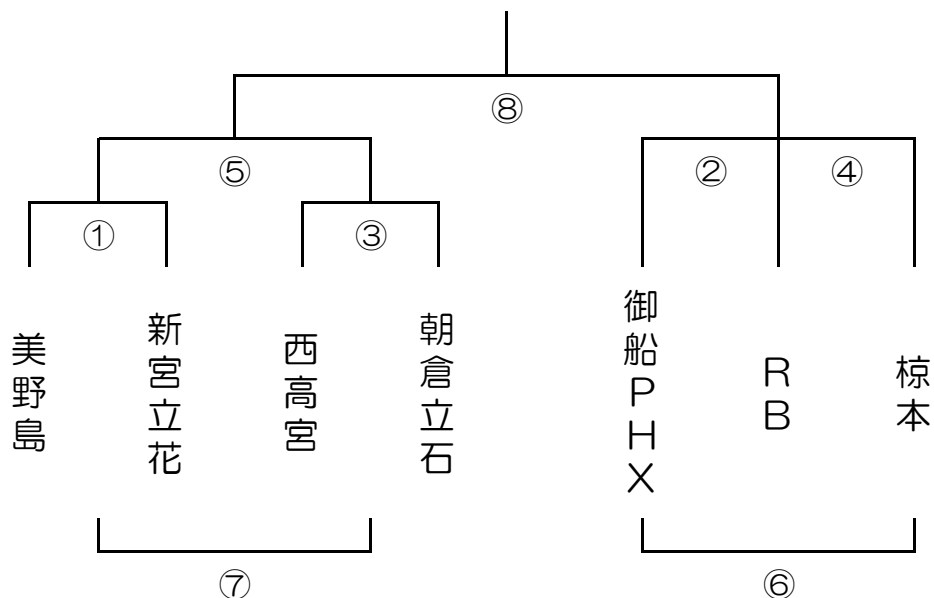 ⑧
⑤
②
④
①
③
美野島
新宮立花
西高宮
朝倉立石
御船PHX
RB
椋本
⑦
⑥